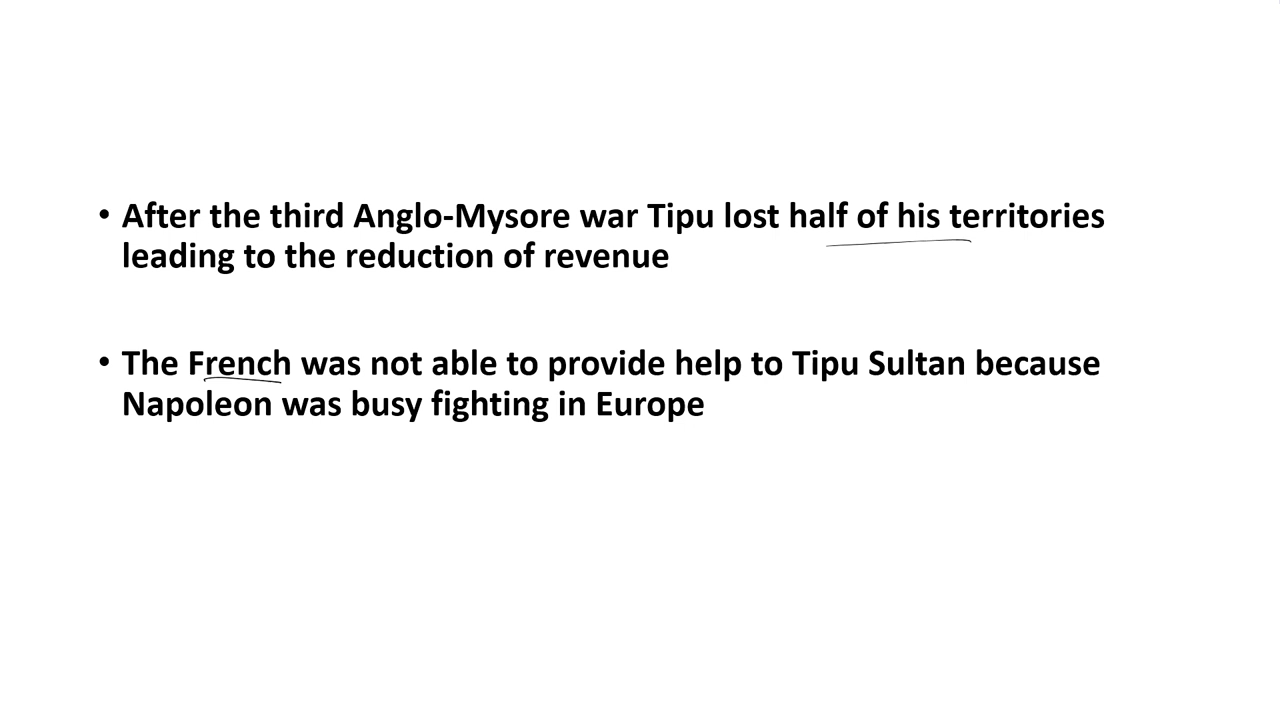 • After the third Anglo-Mysore war Tipu lost half of his territories
leading to the reduction of revenue
• The French was not able to provide help to Tipu Sultan because
Napoleon was busy fighting in Europe